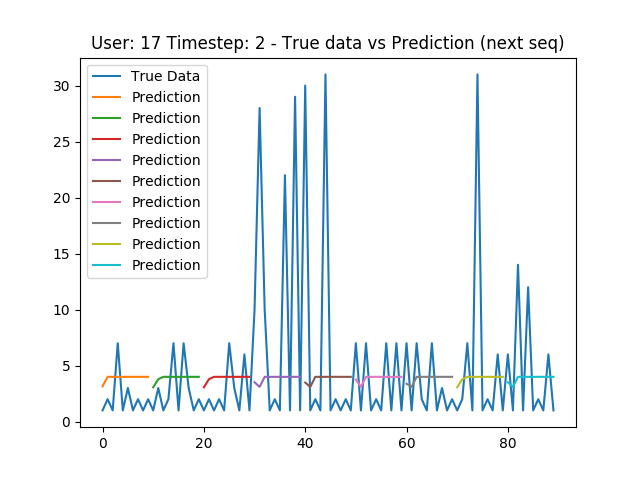 User: 17 Timestep: 2 - True data vs Prediction (next seq)
True Data
Prediction
Prediction
Prediction
Prediction
Prediction
Prediction
Prediction
Prediction
Prediction
30
25
20
15
10
5
0
0 20 40 60 80